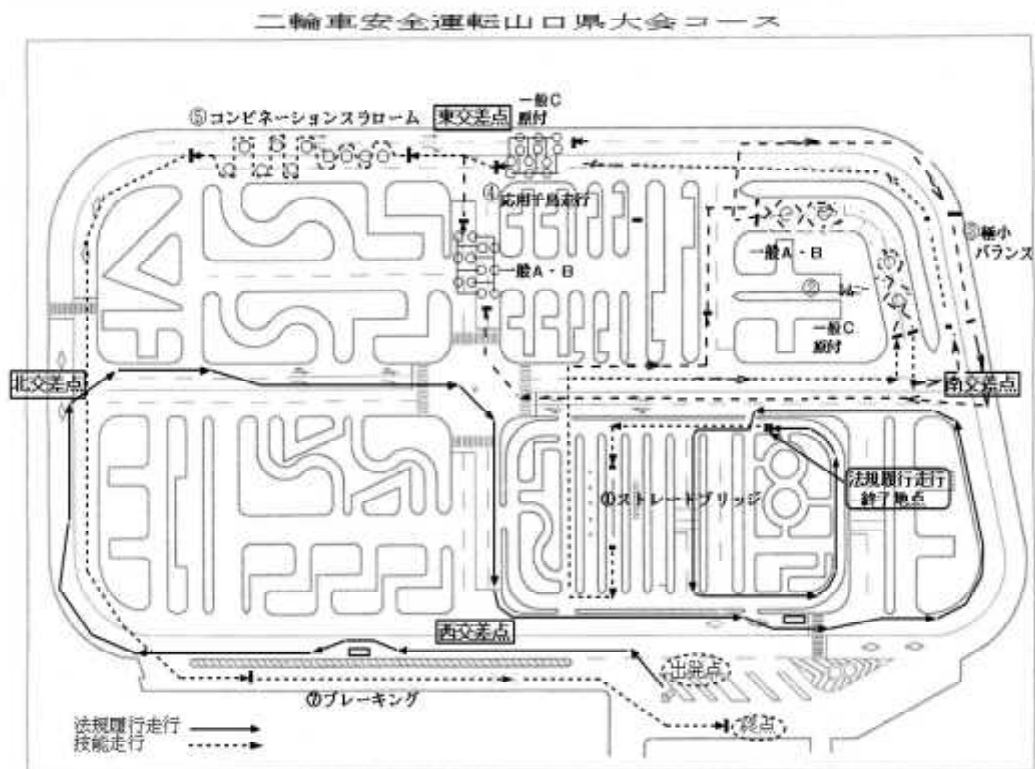 二輪車安全運転山口県大会コース
⑤コンビネーションスラローム
東交差点
一般C
原付
④
応用千鳥走行
一般A・B
③極小
バランス
一般A・B
②
一般C
原付
北交差点
南交差点
法規履行走行
終了地点
①ストレートブリッジ
西交差点
出発点
⑦ブレーキング
終点
法規履行走行
技能走行